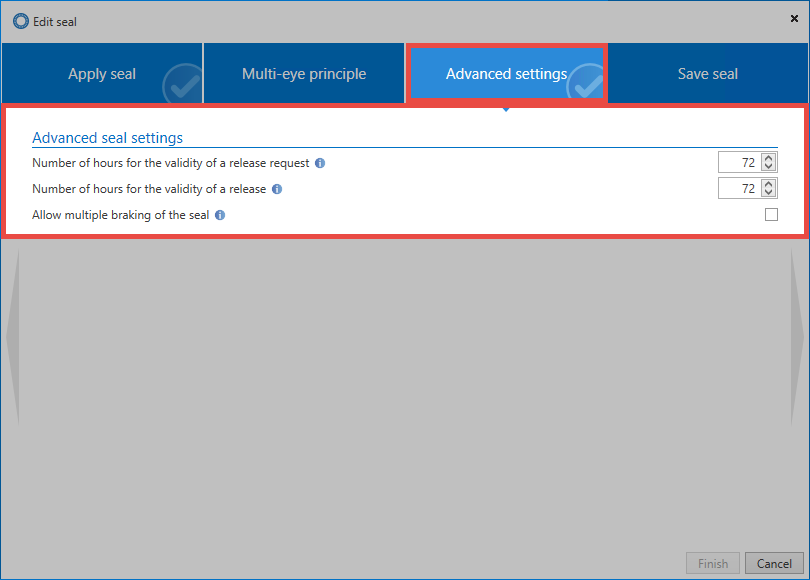 Edit seal
Apply seal
Multi-eye principle
Advanced settings
Save seal
Advanced seal settings
Number of hours for the validity of a release request
72
Number of hours for the validity of a release
72
Allow multiple braking of the seal
Finish
Cancel